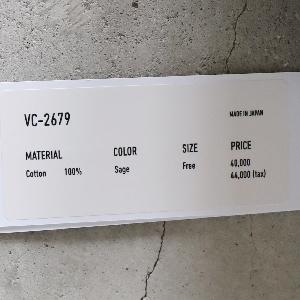 VC-2679
MADE IN JAPAN
MATERIAL COLOR SIZE PRICE
Cotton 100% Sage Free 40,000
44,000 (tax)